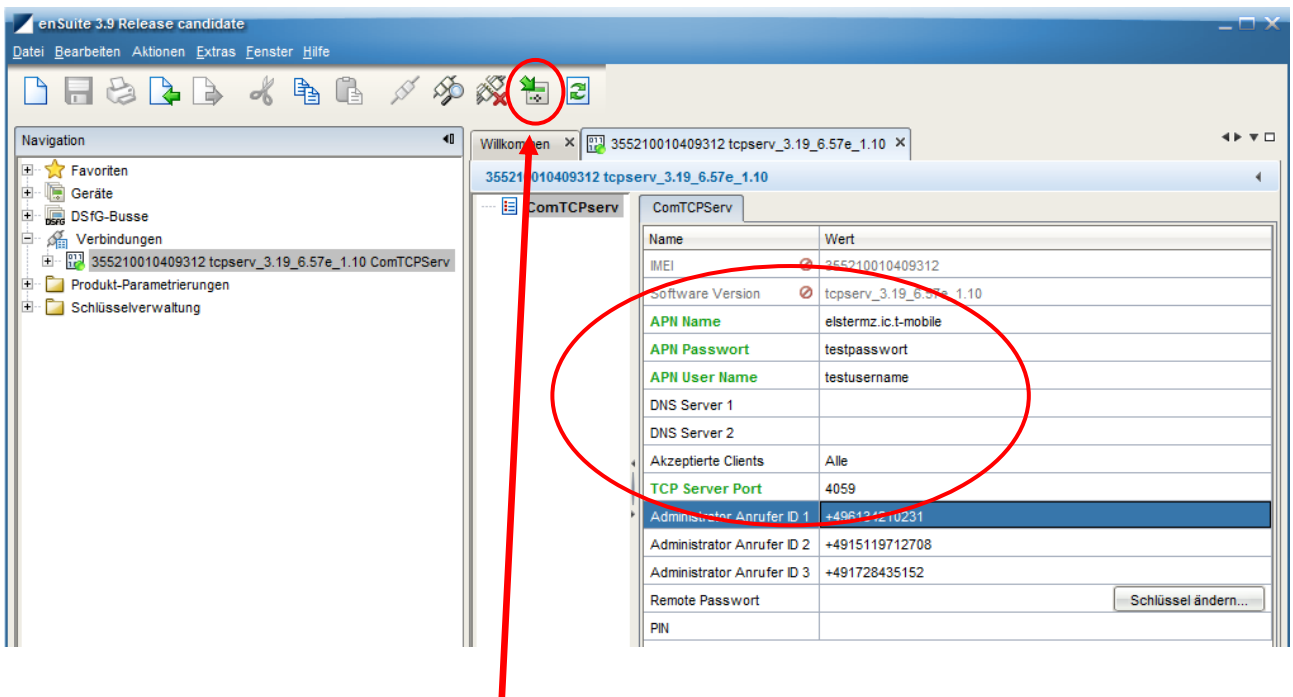 enSuite 3.9 Release candidate
Datei Bearbeiten Aktionen Extras Fenster Hilfe
Navigation
Favoriten
Geräte
DSfG-Busse
Verbindungen
355210010409312 tcpserv_3.19_6.57e_1.10 ComTCPServ
Produkt-Parametrierungen
Schlüsselverwaltung
Willkommen 355210010409312 tcpserv_3.19_6.57e_1.10
355210010409312 tcpserv_3.19_6.57e_1.10
ComTCPserv
ComTCPServ
Name Wert
IMEI 355210010409312
Software Version tcpserv_3.19_6.57e_1.10
APN Name elstermz.ic.t-mobile
APN Passwort testpasswort
APN User Name testusername
DNS Server 1
DNS Server 2
Akzeptierte Clients Alle
TCP Server Port 4059
Administrator Anrufer ID 1 +496134210231
Administrator Anrufer ID 2 +4915119712708
Administrator Anrufer ID 3 +491728435152
Remote Passwort Schlüssel ändern...
PIN